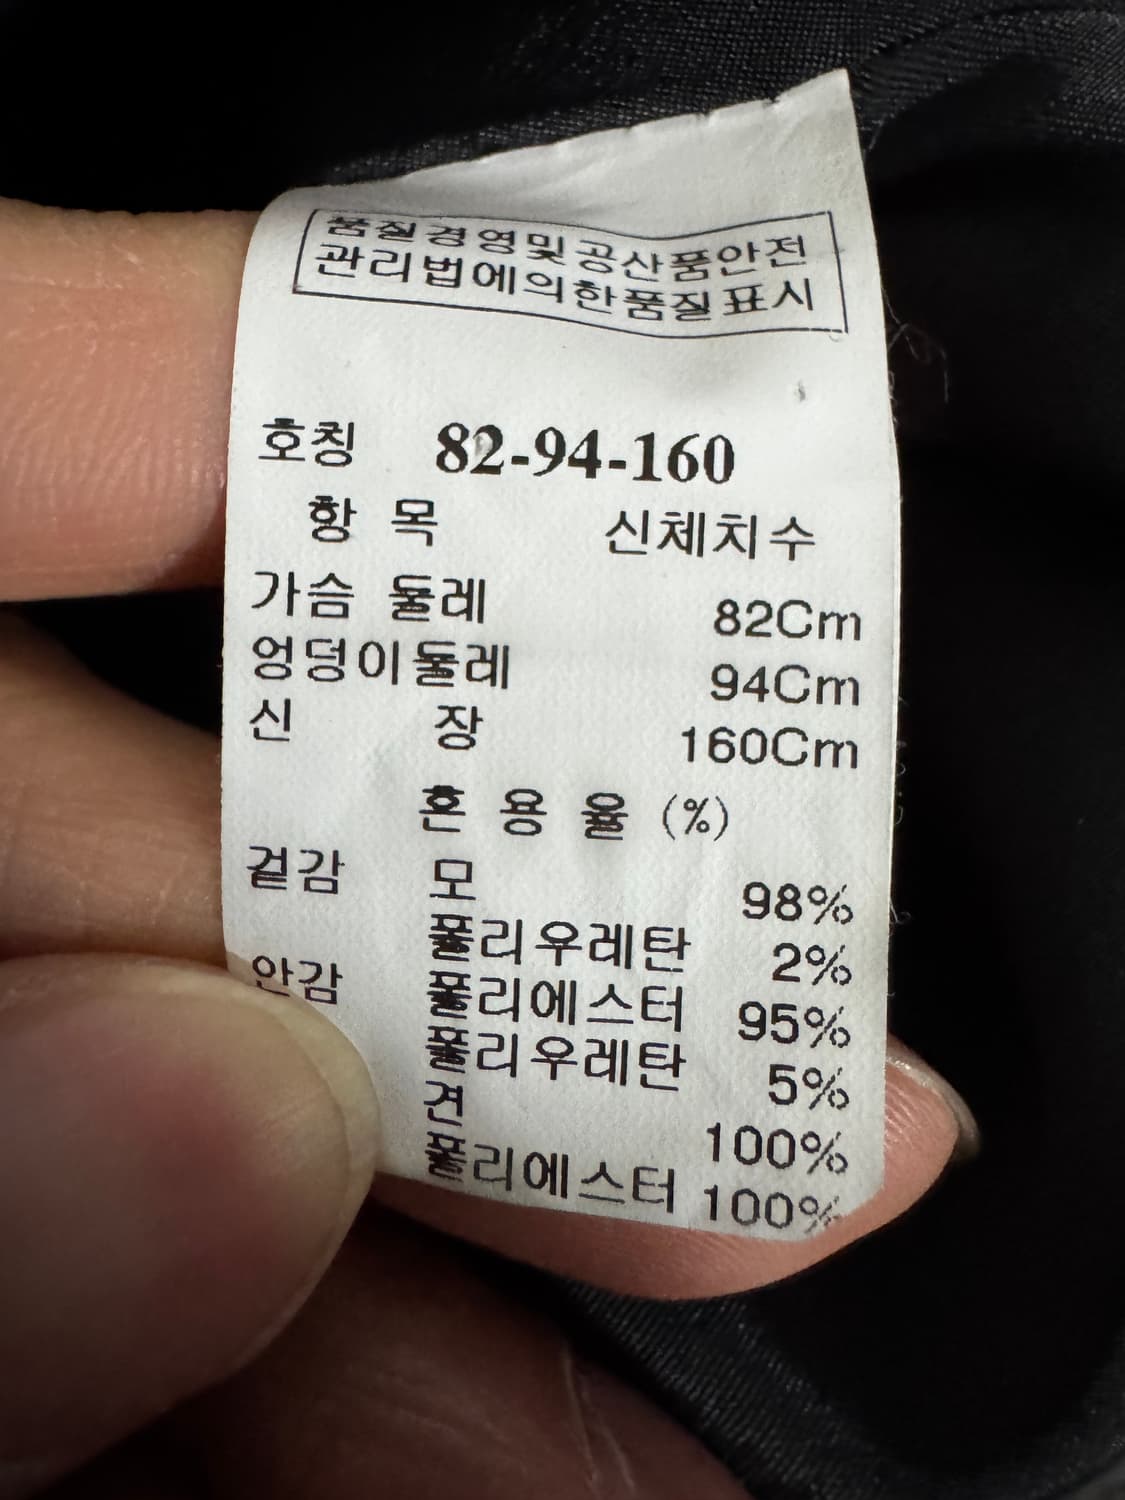 품질경영및공산품안전
관리법에의한품질표시
호칭 82-94-160
항 목 신체치수
가슴 둘레 82Cm
엉덩이둘레 94Cm
신 장 160Cm
혼 용 율 (%)
겉감 모 98%
폴리우레탄 2%
안감 폴리에스터 95%
폴리우레탄 5%
견 100%
폴리에스터 100%